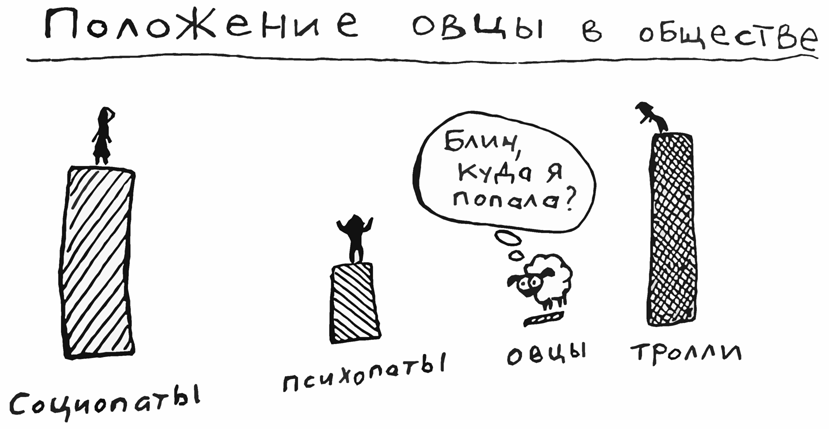 Положение овцы в обществе
Блин,
куда я
попала?
Социопаты
психопаты
овцы
тролли